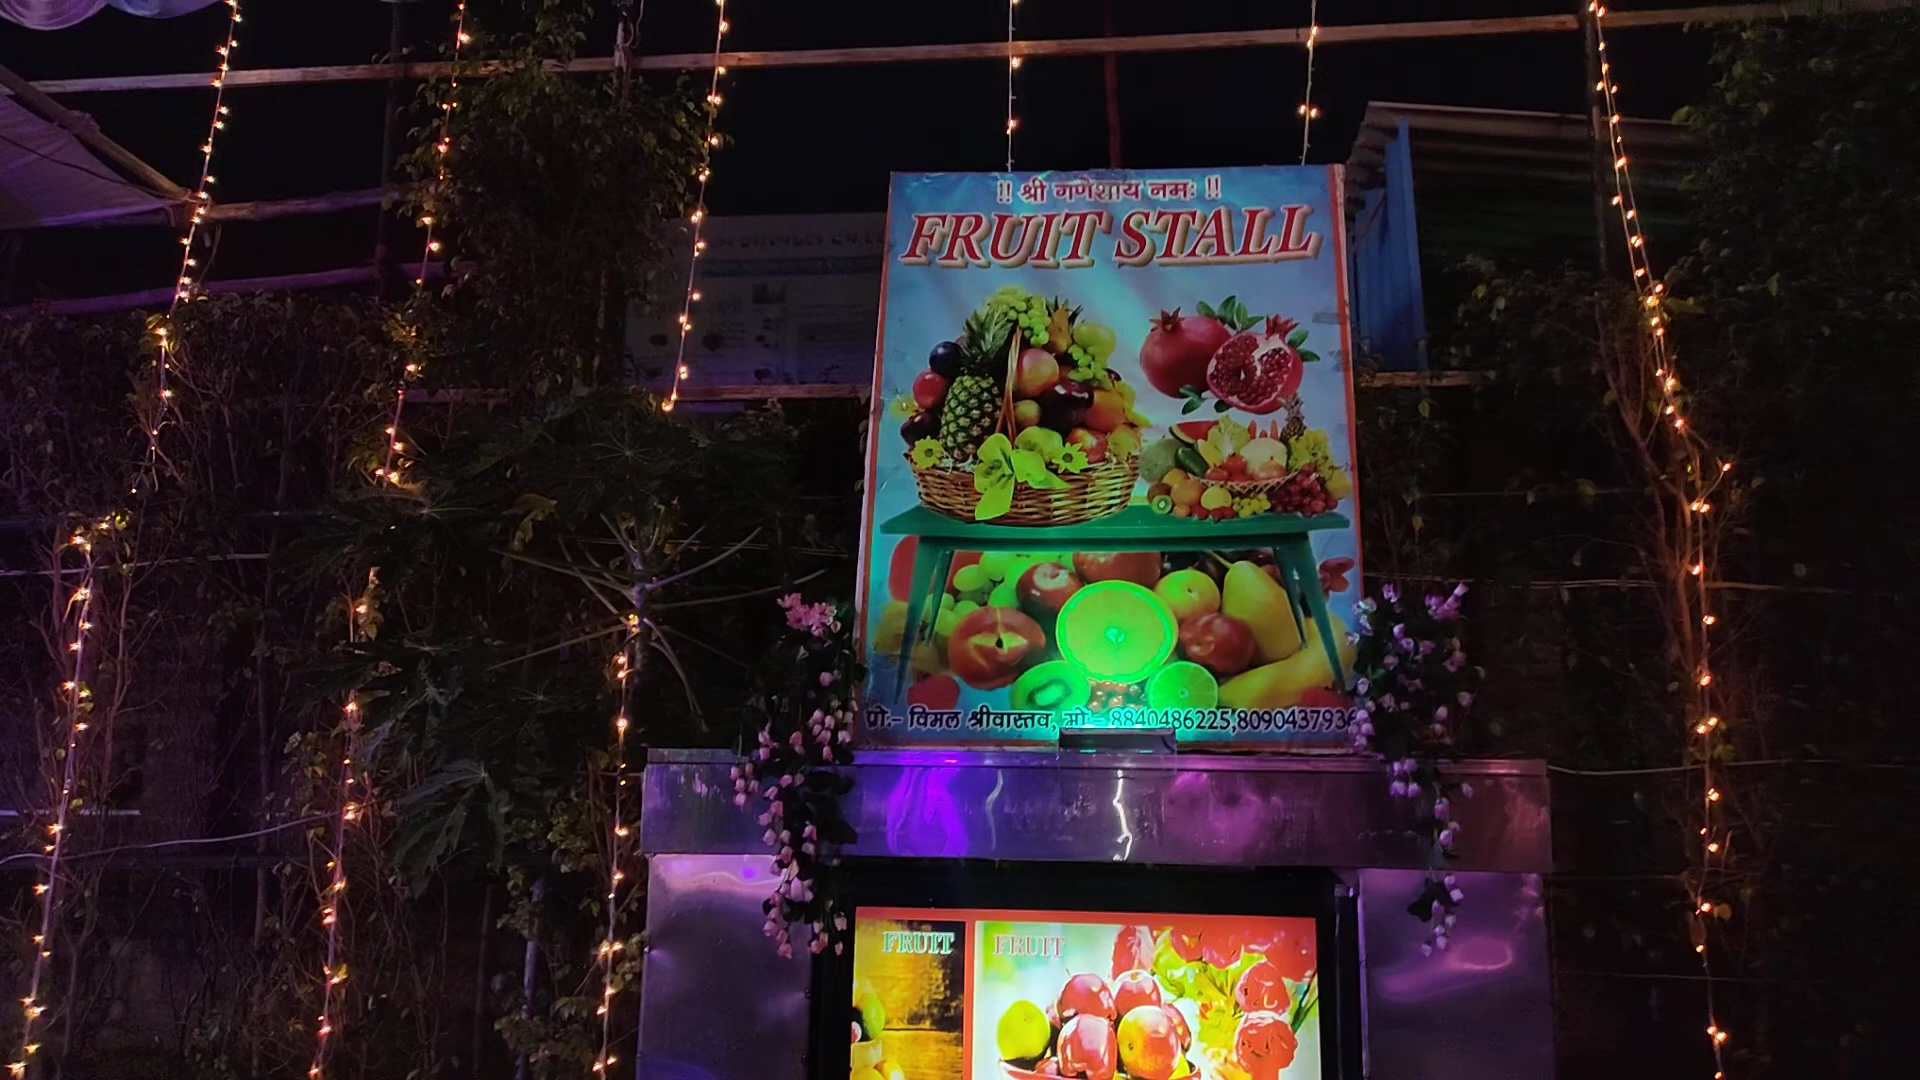 !! श्री गणेशाय नमः !!
FRUIT STALL
प्रो.- विमल श्रीवास्तव, मो.- 8840486225,8090437936
FRUIT
FRUIT